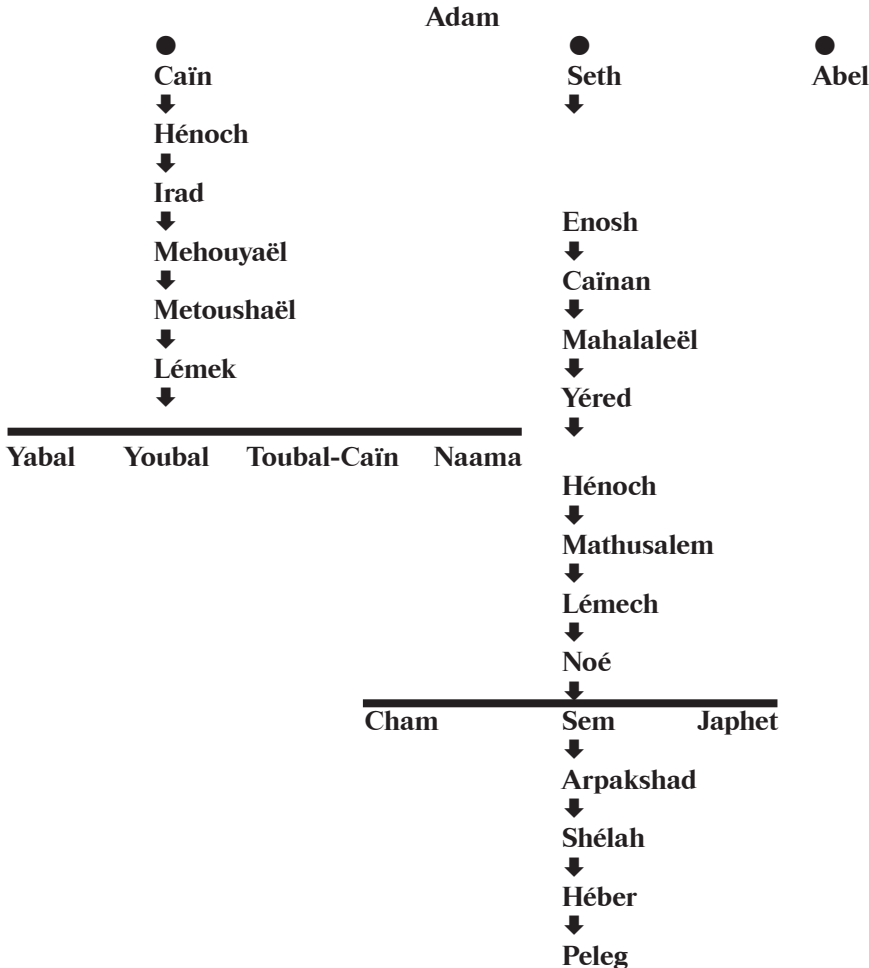 Adam
Caïn Seth Abel
Hénoch
Irad
Enosh
Mehouyaël
Caïnan
Metoushaël
Mahalaleël
Lémek
Yéred
Yabal Youbal Toubal-Caïn Naama
Hénoch
Mathusalem
Lémech
Noé
Cham Sem Japhet
Arpakshad
Shélah
Héber
Peleg